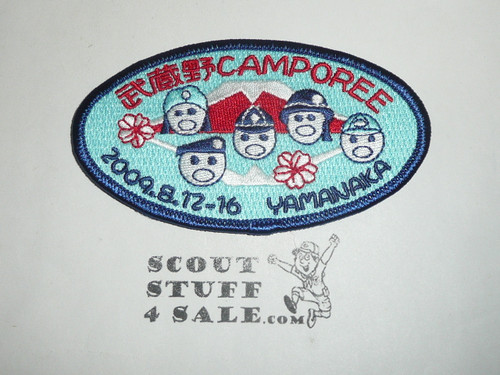 武蔵野CAMPOREE
2009.8.12-16 YAMANAKA
SCOUT
STUFF
4 SALE.COM